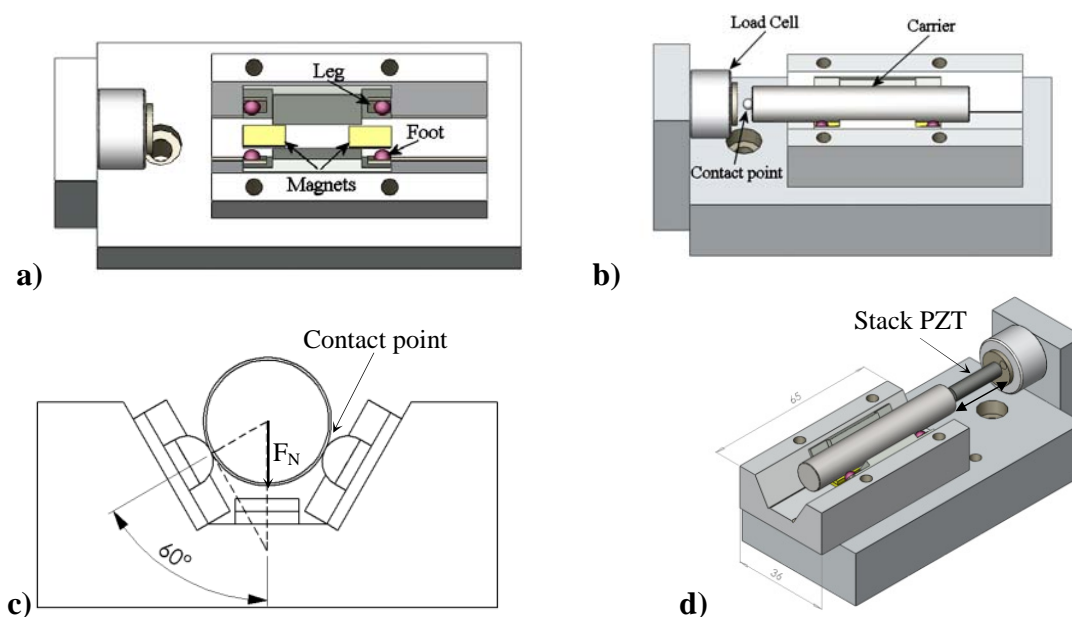 Leg
Foot
Magnets
a)
Load Cell
Carrier
Contact point
b)
Contact point
F_N
60°
c)
Stack PZT
65
36
d)